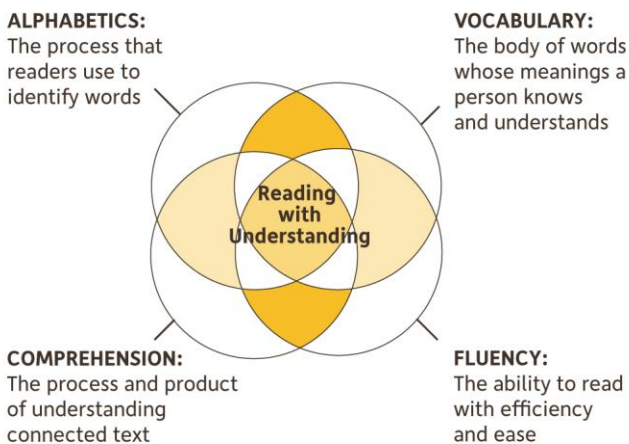 ALPHABETICS:
The process that
readers use to
identify words
VOCABULARY:
The body of words
whose meanings a
person knows
and understands
Reading
with
Understanding
COMPREHENSION:
The process and product
of understanding
connected text
FLUENCY:
The ability to read
with efficiency
and ease